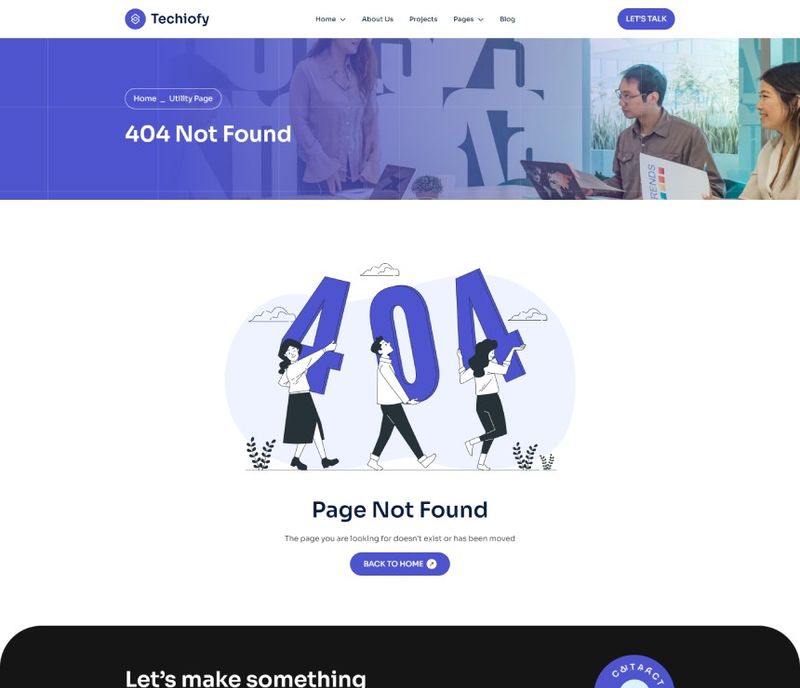 Techiofy
Home About Us Projects Pages Blog
LET'S TALK
Home _ Utility Page
404 Not Found
RENDS
404
Page Not Found
The page you are looking for doesn't exist or has been moved
BACK TO HOME
Let's make something
CNTARCT